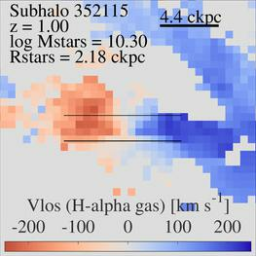 Subhalo 352115
4.4 ckpc
z = 1.00
log Mstars = 10.30
Rstars = 2.18 ckpc
Vlos (H-alpha gas) [km s⁻¹]
-200 -100 0 100 200